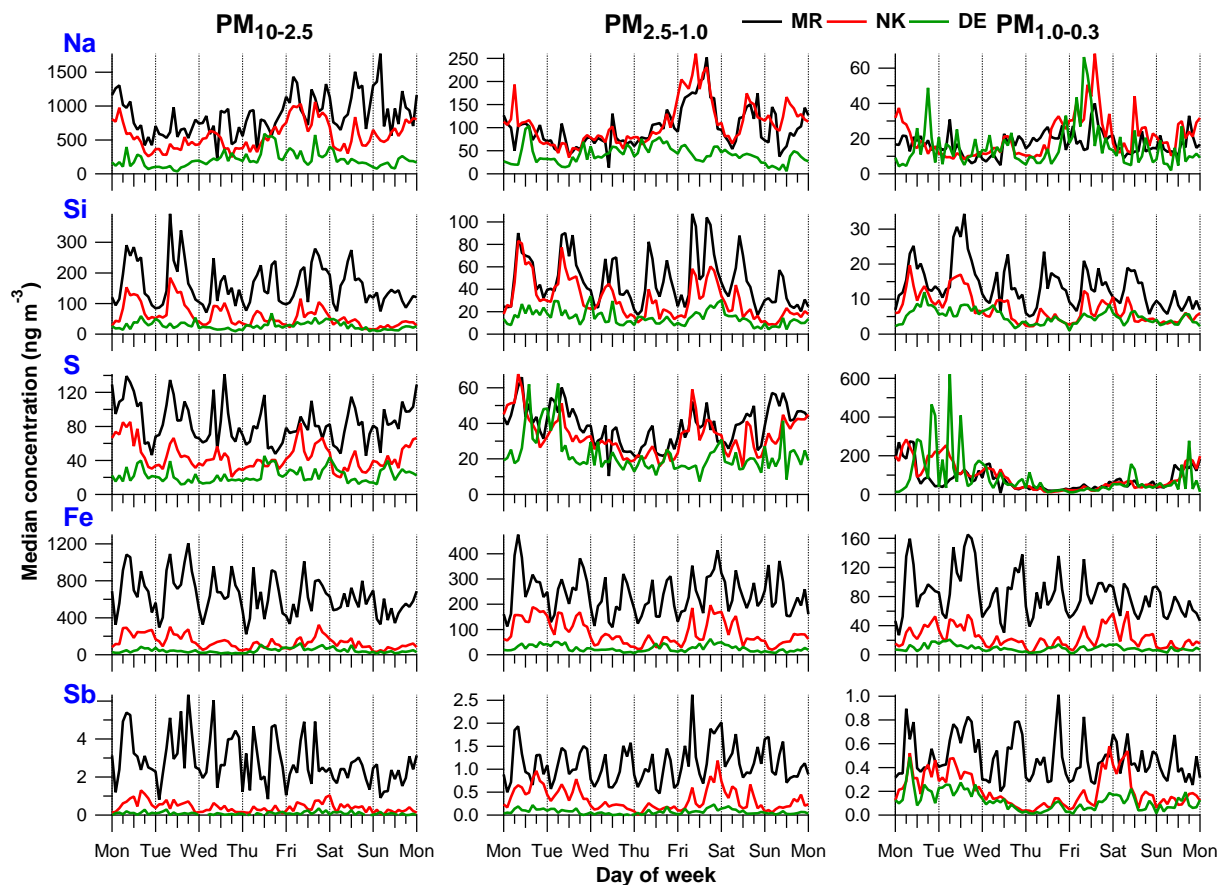 PM10-2.5 PM2.5-1.0 MR NK DE PM1.0-0.3
Na
1500 1000 500 0
250 200 150 100 50 0
60 40 20 0
Si
300 200 100 0
100 80 60 40 20 0
30 20 10 0
S
120 80 40 0
60 40 20 0
600 400 200 0
Fe
1200 800 400 0
400 300 200 100 0
160 120 80 40 0
Sb
4 2 0
2.5 2.0 1.5 1.0 0.5 0.0
1.0 0.8 0.6 0.4 0.2 0.0
Median concentration (ng m-3)
Mon Tue Wed Thu Fri Sat Sun Mon
Mon Tue Wed Thu Fri Sat Sun Mon
Mon Tue Wed Thu Fri Sat Sun Mon
Day of week